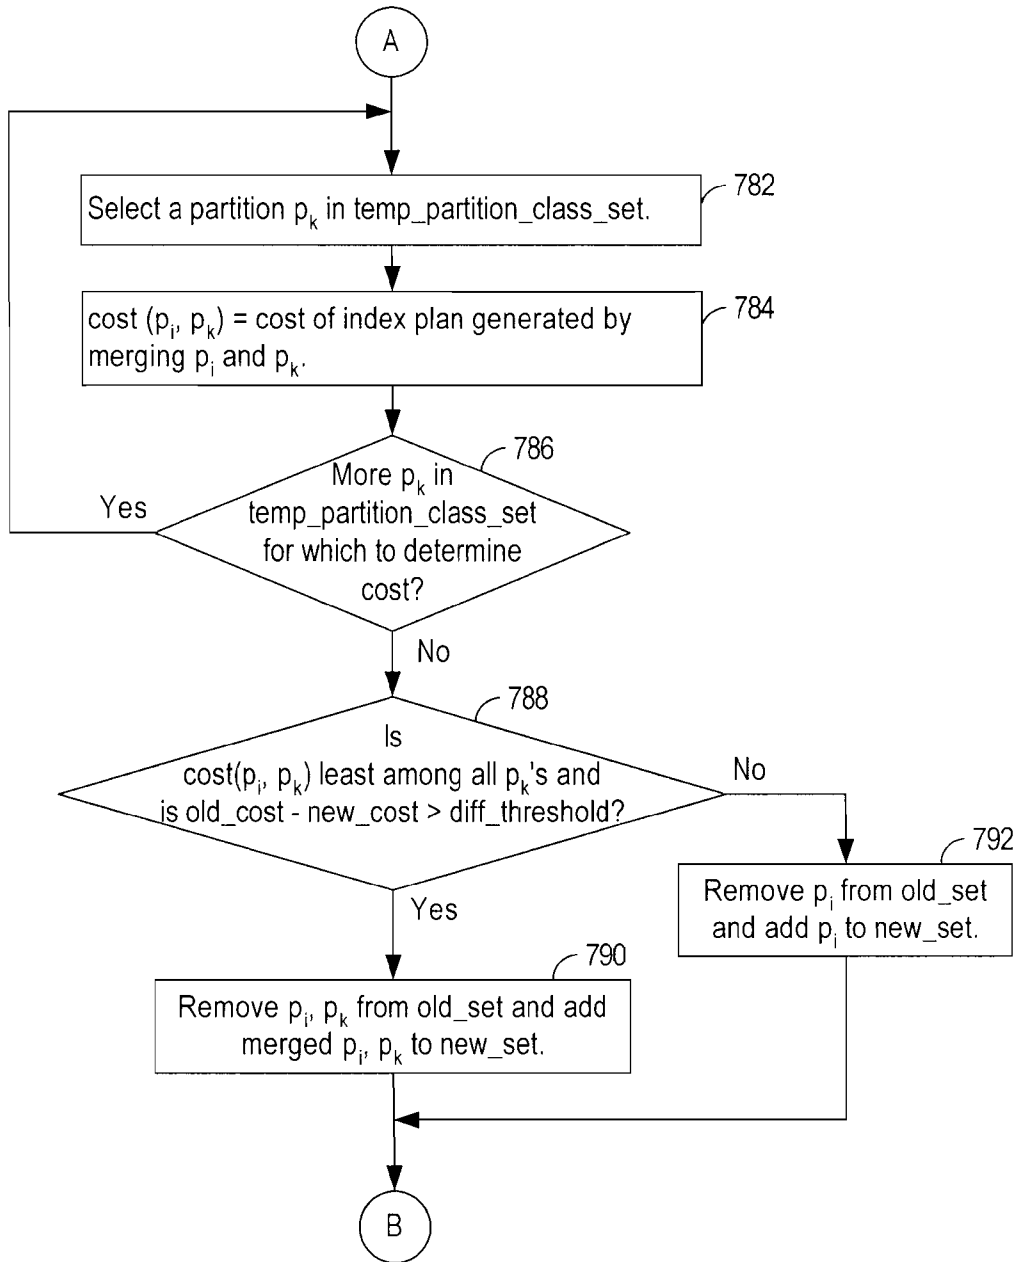 A
782
Select a partition pk in temp_partition_class_set.
784
cost (pi, pk) = cost of index plan generated by
merging pi and pk.
786
More pk in
temp_partition_class_set
for which to determine
cost?
Yes
No
788
Is
cost(pi, pk) least among all pk's and
is old_cost - new_cost > diff_threshold?
No
792
Remove pi from old_set
and add pi to new_set.
Yes
790
Remove pi, pk from old_set and add
merged pi, pk to new_set.
B